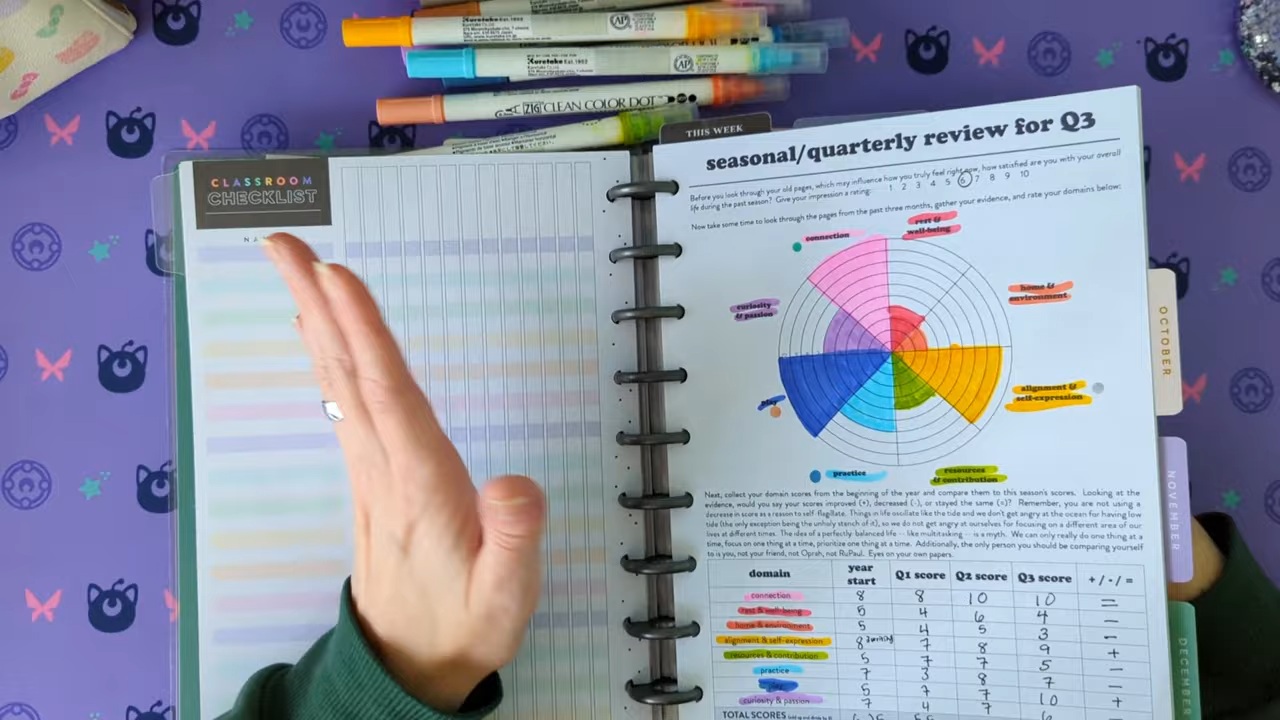 Kuretake Est.1902
AP
Kuretake Est.1902
AP
ZIG CLEAN COLOR DOT
THIS WEEK
CLASSROOM
CHECKLIST
seasonal/quarterly review for Q3
Before you look through your old pages, which may influence how you truly feel right now, how satisfied are you with your overall
life during the past season? Give your impression a rating: 1 2 3 4 5 6 7 8 9 10
Now take some time to look through the pages from the past three months, gather your evidence, and rate your domains below:
connection
rest &
well-being
curiosity
& passion
home &
environment
play
alignment &
self-expression
practice
resources
& contribution
Next, collect your domain scores from the beginning of the year and compare them to this season's scores. Looking at the
evidence, would you say your scores improved (+), decreased (-), or stayed the same (=)? Remember, you are not using a
decrease in score as a reason to self-flagellate. Things in life oscillate like the tide and we don't get angry at the ocean for having low
tide (the only exception being the unholy stanch of it), so we do not get angry at ourselves for focusing on a different area of our
lives at different times. The idea of a perfectly balanced life -- like multitasking -- is a myth. We can only really do one thing at a
time, focus on one thing at a time, prioritize one thing at a time. Additionally, the only person you should be comparing yourself
to is you, not your friend, not Oprah, not RuPaul. Eyes on your own papers.
domain year start Q1 score Q2 score Q3 score + / - / =
connection 8 8 10 10 =
rest & well-being 5 4 6 4 -
home & environment 5 4 5 3 -
alignment & self-expression 8 7 8 9 +
resources & contribution 5 7 7 5 -
practice 7 3 8 7 -
play 5 7 7 10 +
curiosity & passion 7 4 7
TOTAL SCORES
OCTOBER
NOVEMBER
DECEMBER